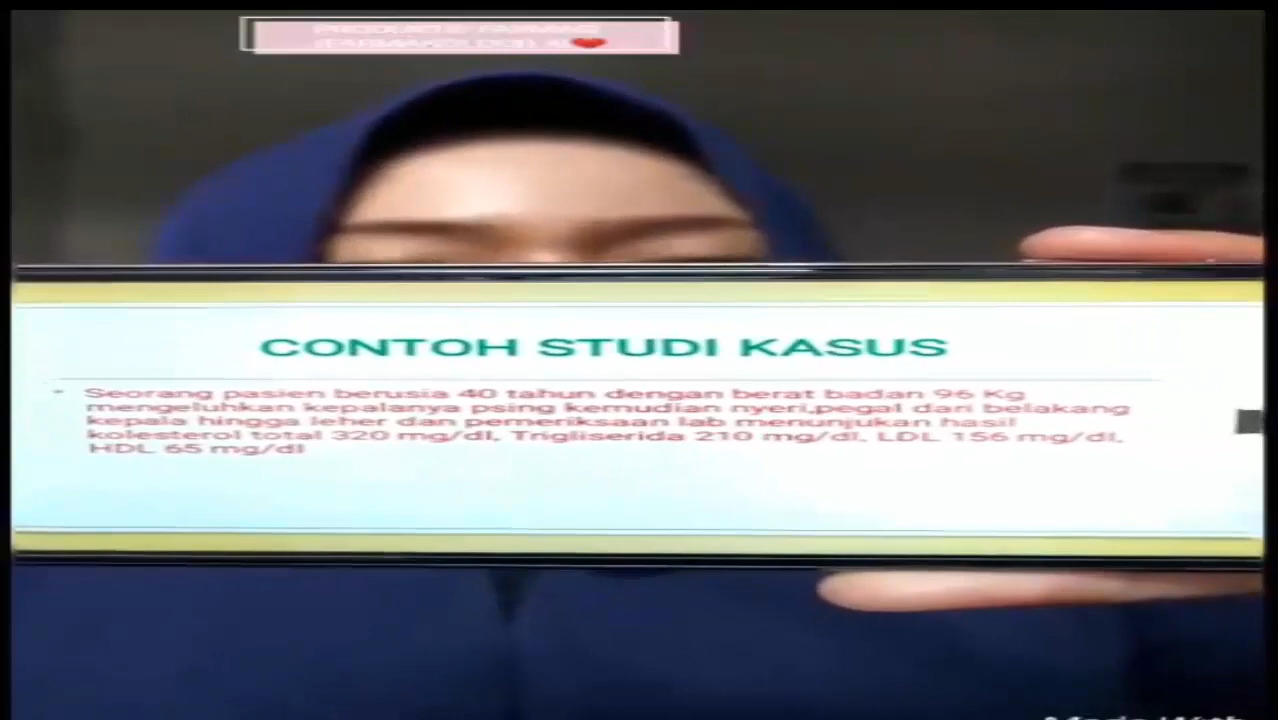 CONTOH STUDI KASUS
• Seorang pasien berusia 40 tahun dengan berat badan 96 Kg
mengeluhkan kepalanya psing kemudian nyeri,pegal dari belakang
kepala hingga leher dan pemeriksaan lab menunjukan hasil
kolesterol total 320 mg/dl, Trigliserida 210 mg/dl, LDL 156 mg/dl,
HDL 65 mg/dl